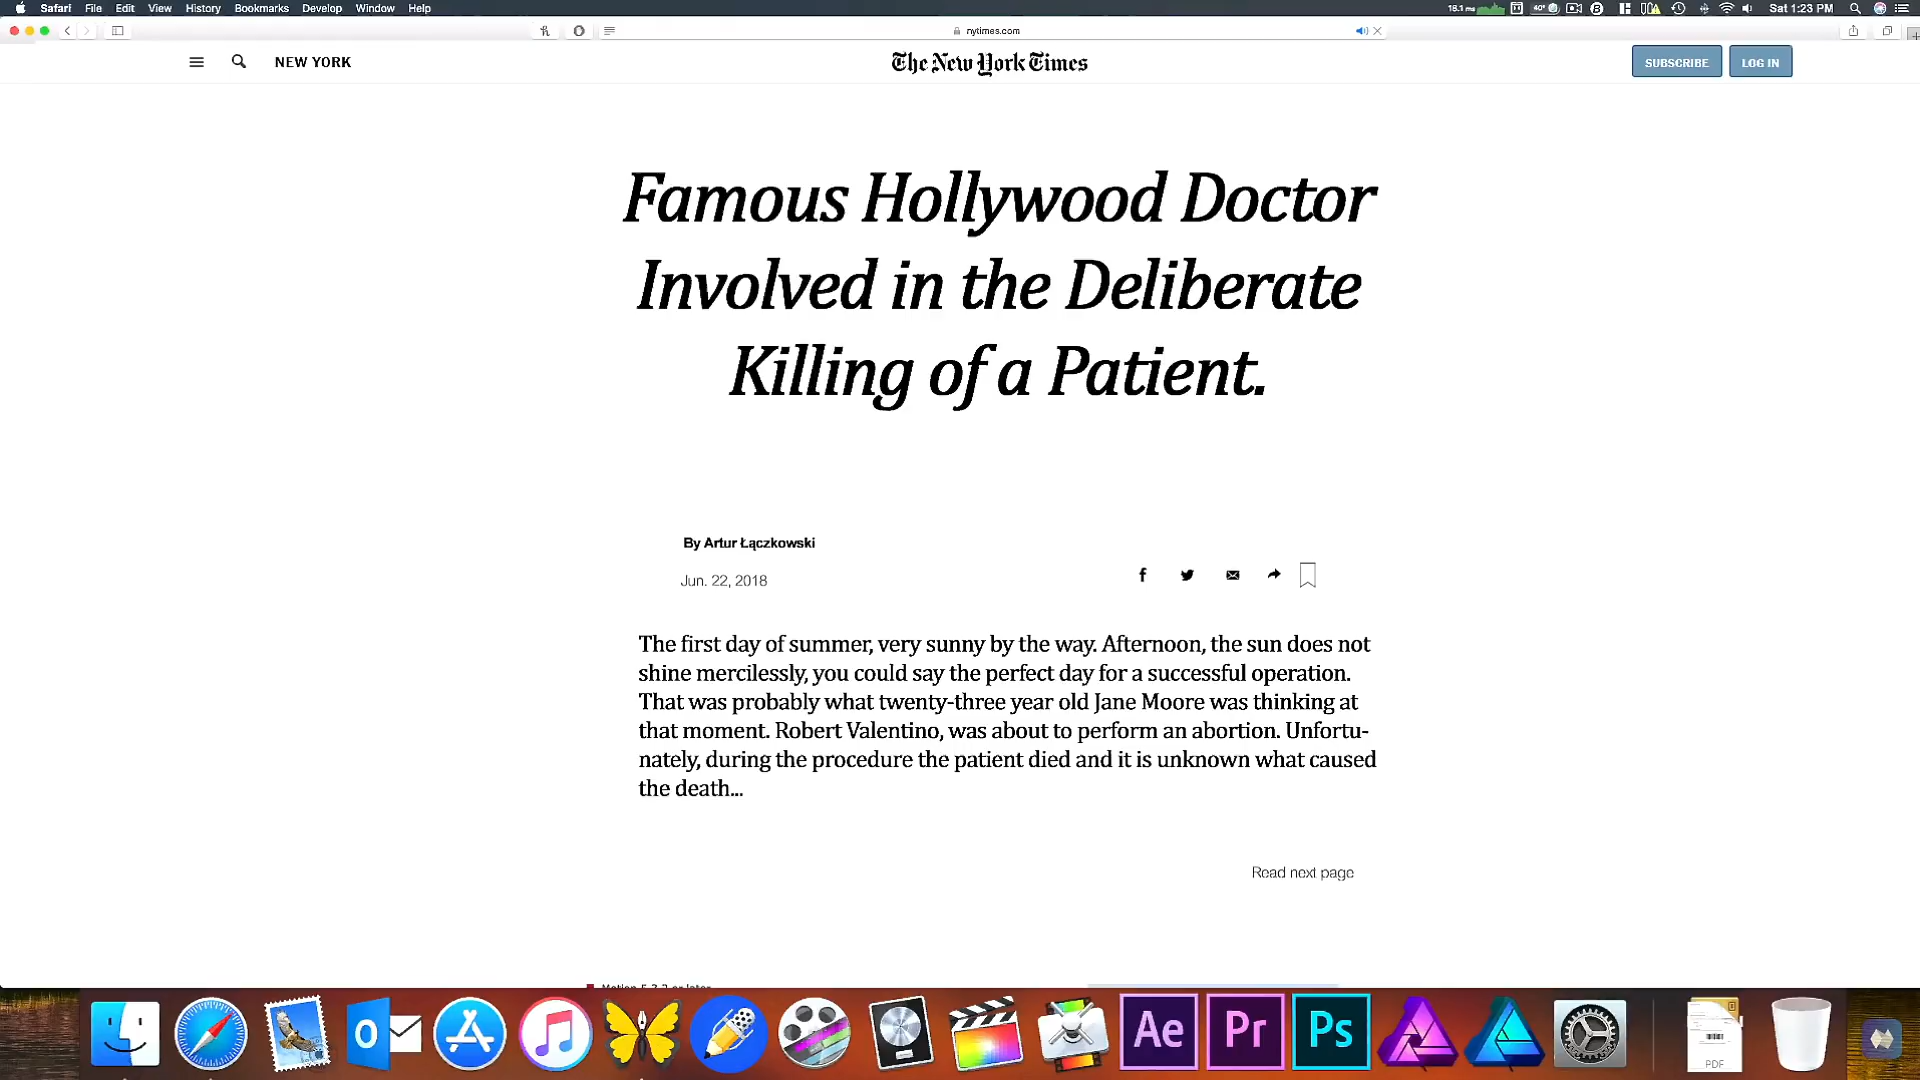 Safari File Edit View History Bookmarks Develop Window Help
18.1 ms 40° Sat 1:23 PM
nytimes.com
NEW YORK
The New York Times
SUBSCRIBE
LOG IN
Famous Hollywood Doctor
Involved in the Deliberate
Killing of a Patient.
By Artur Łączkowski
Jun. 22, 2018
The first day of summer, very sunny by the way. Afternoon, the sun does not
shine mercilessly, you could say the perfect day for a successful operation.
That was probably what twenty-three year old Jane Moore was thinking at
that moment. Robert Valentino, was about to perform an abortion. Unfortu-
nately, during the procedure the patient died and it is unknown what caused
the death...
Read next page
Ae
Pr
Ps
PDF